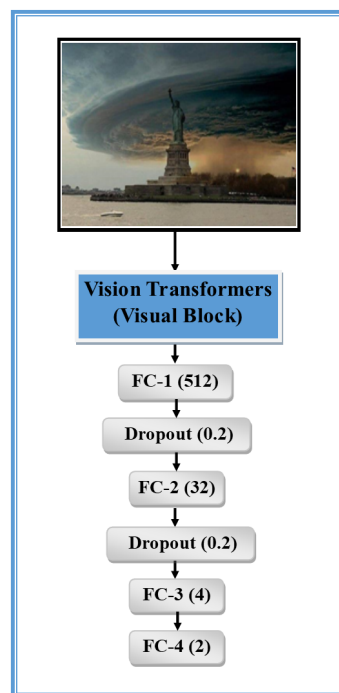 Vision Transformers
(Visual Block)
FC-1 (512)
Dropout (0.2)
FC-2 (32)
Dropout (0.2)
FC-3 (4)
FC-4 (2)